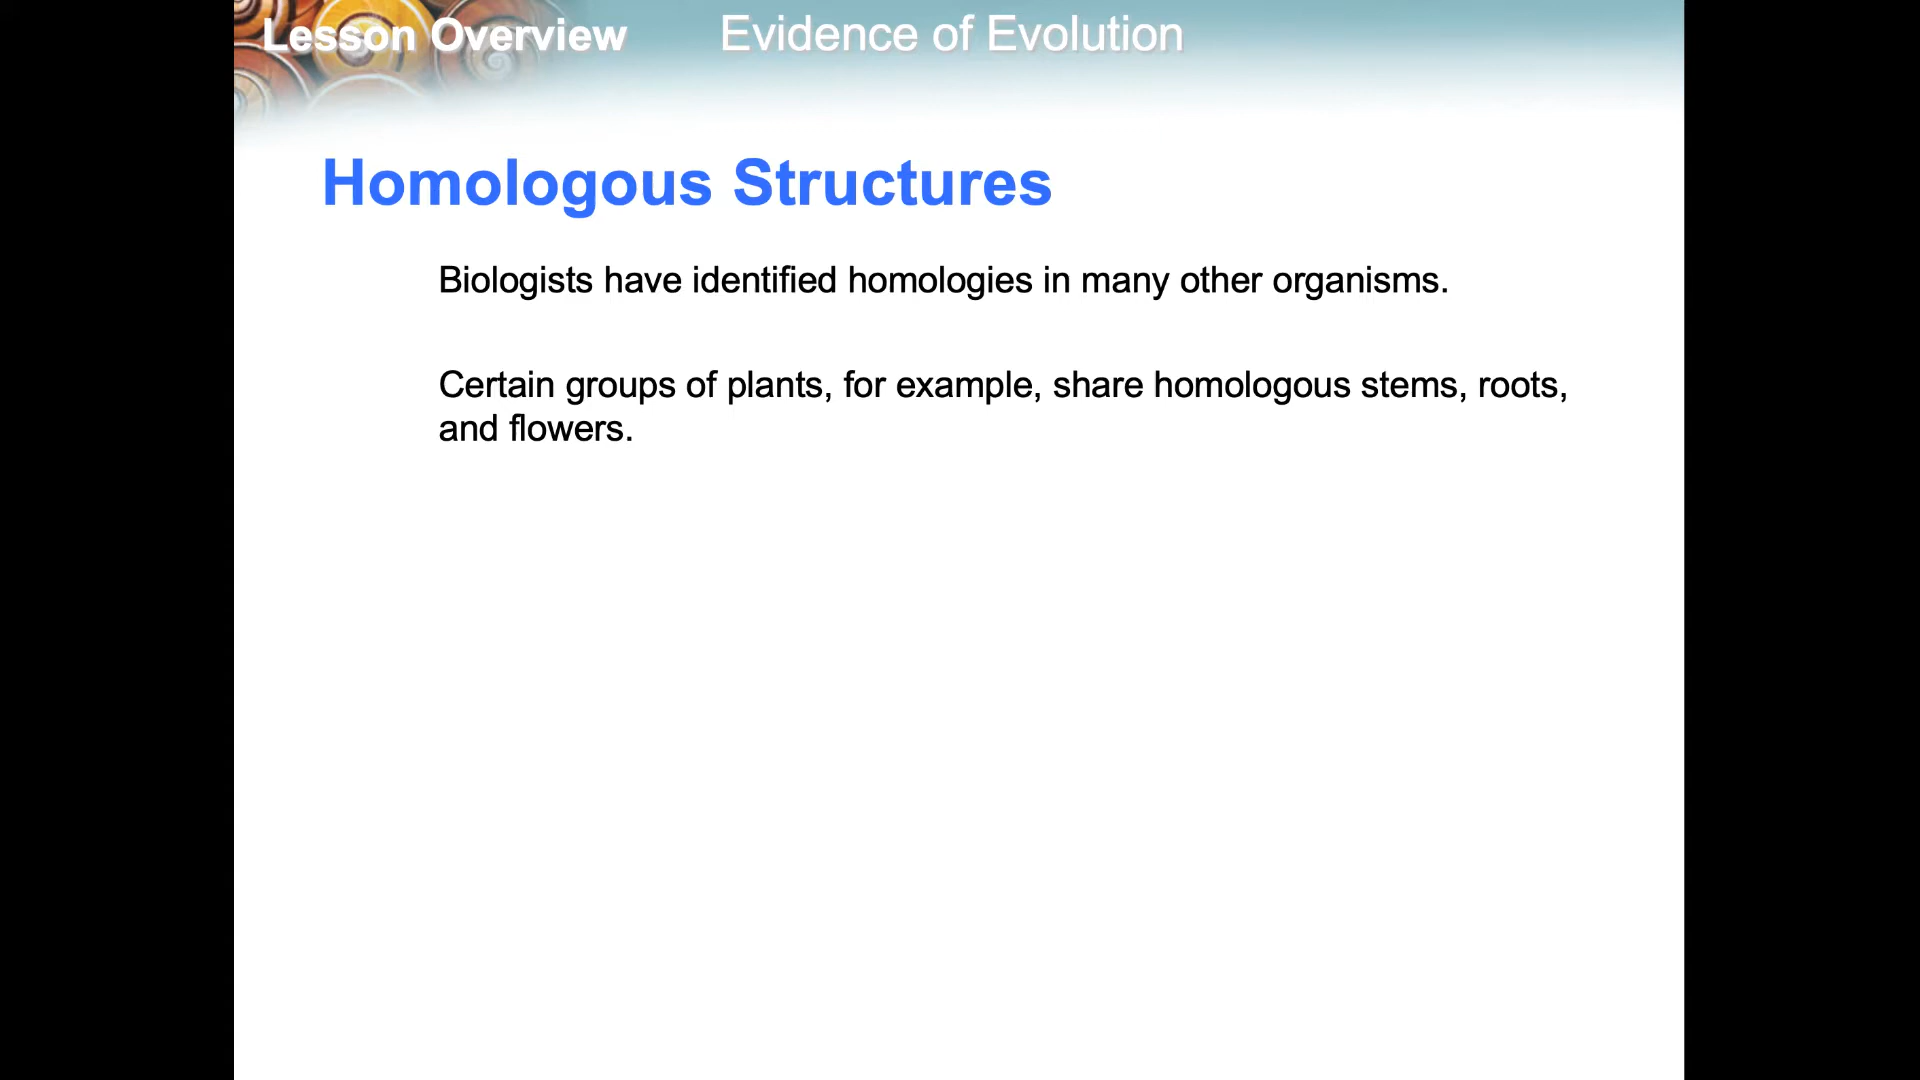 Lesson Overview Evidence of Evolution
Homologous Structures
Biologists have identified homologies in many other organisms.
Certain groups of plants, for example, share homologous stems, roots,
and flowers.